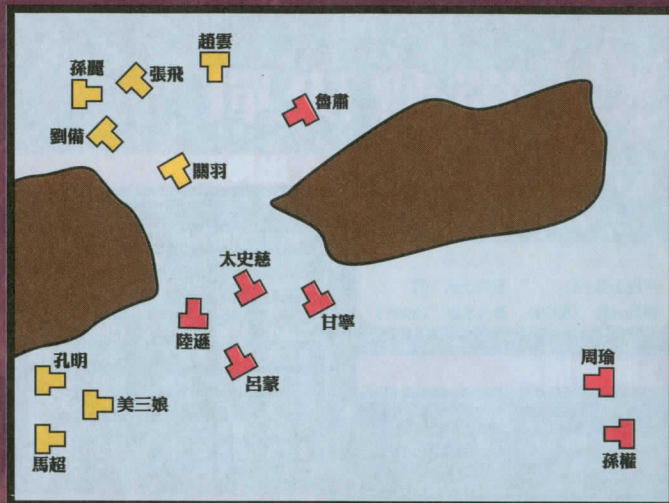 趙雲
孫麗
張飛
魯肅
劉備
關羽
太史慈
甘寧
陸遜
呂蒙
孔明
美三娘
馬超
周瑜
孫權